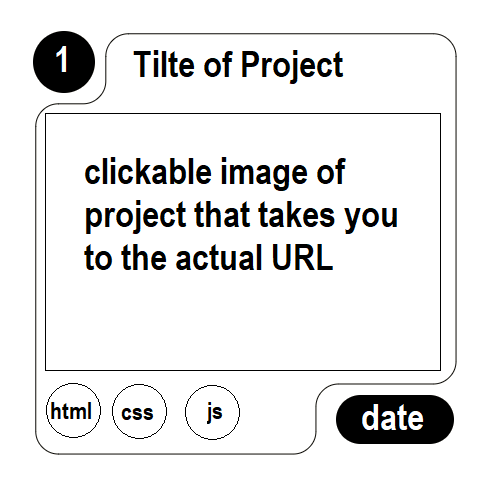 1
Tilte of Project
clickable image of
project that takes you
to the actual URL
html css js
date